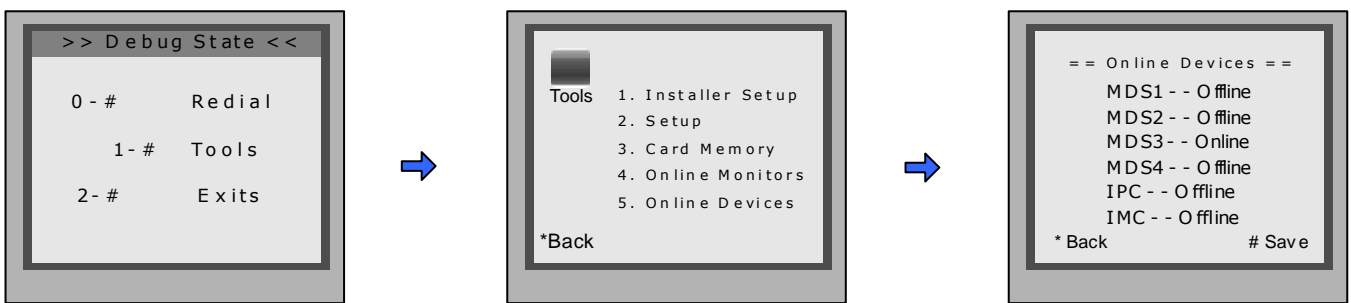 >> Debug State <<
0-# Redial
1-# Tools
2-# Exits
Tools
1. Installer Setup
2. Setup
3. Card Memory
4. Online Monitors
5. Online Devices
*Back
== Online Devices ==
MDS1 -- Offline
MDS2 -- Offline
MDS3-- Online
MDS4 -- Offline
IPC -- Offline
IMC -- Offline
* Back # Save